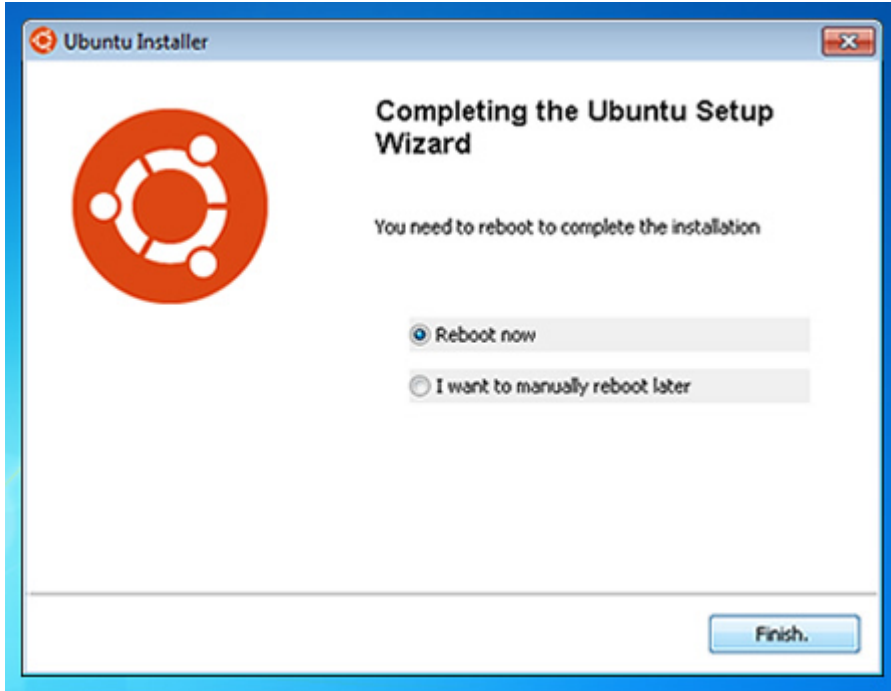 Ubuntu Installer
Completing the Ubuntu Setup
Wizard
You need to reboot to complete the installation
Reboot now
I want to manually reboot later
Finish.